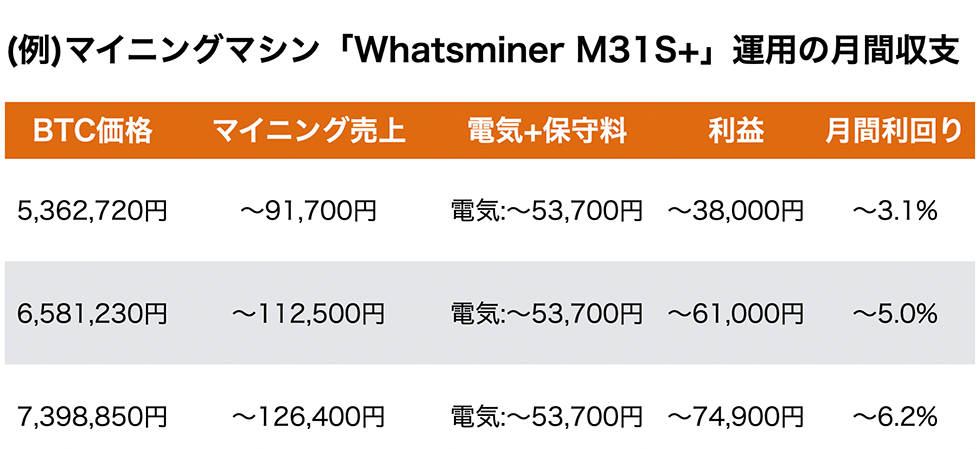 (例)マイニングマシン「Whatsminer M31S+」運用の月間収支
BTC価格 マイニング売上 電気+保守料 利益 月間利回り
5,362,720円 〜91,700円 電気:〜53,700円 〜38,000円 〜3.1%
6,581,230円 〜112,500円 電気:〜53,700円 〜61,000円 〜5.0%
7,398,850円 〜126,400円 電気:〜53,700円 〜74,900円 〜6.2%